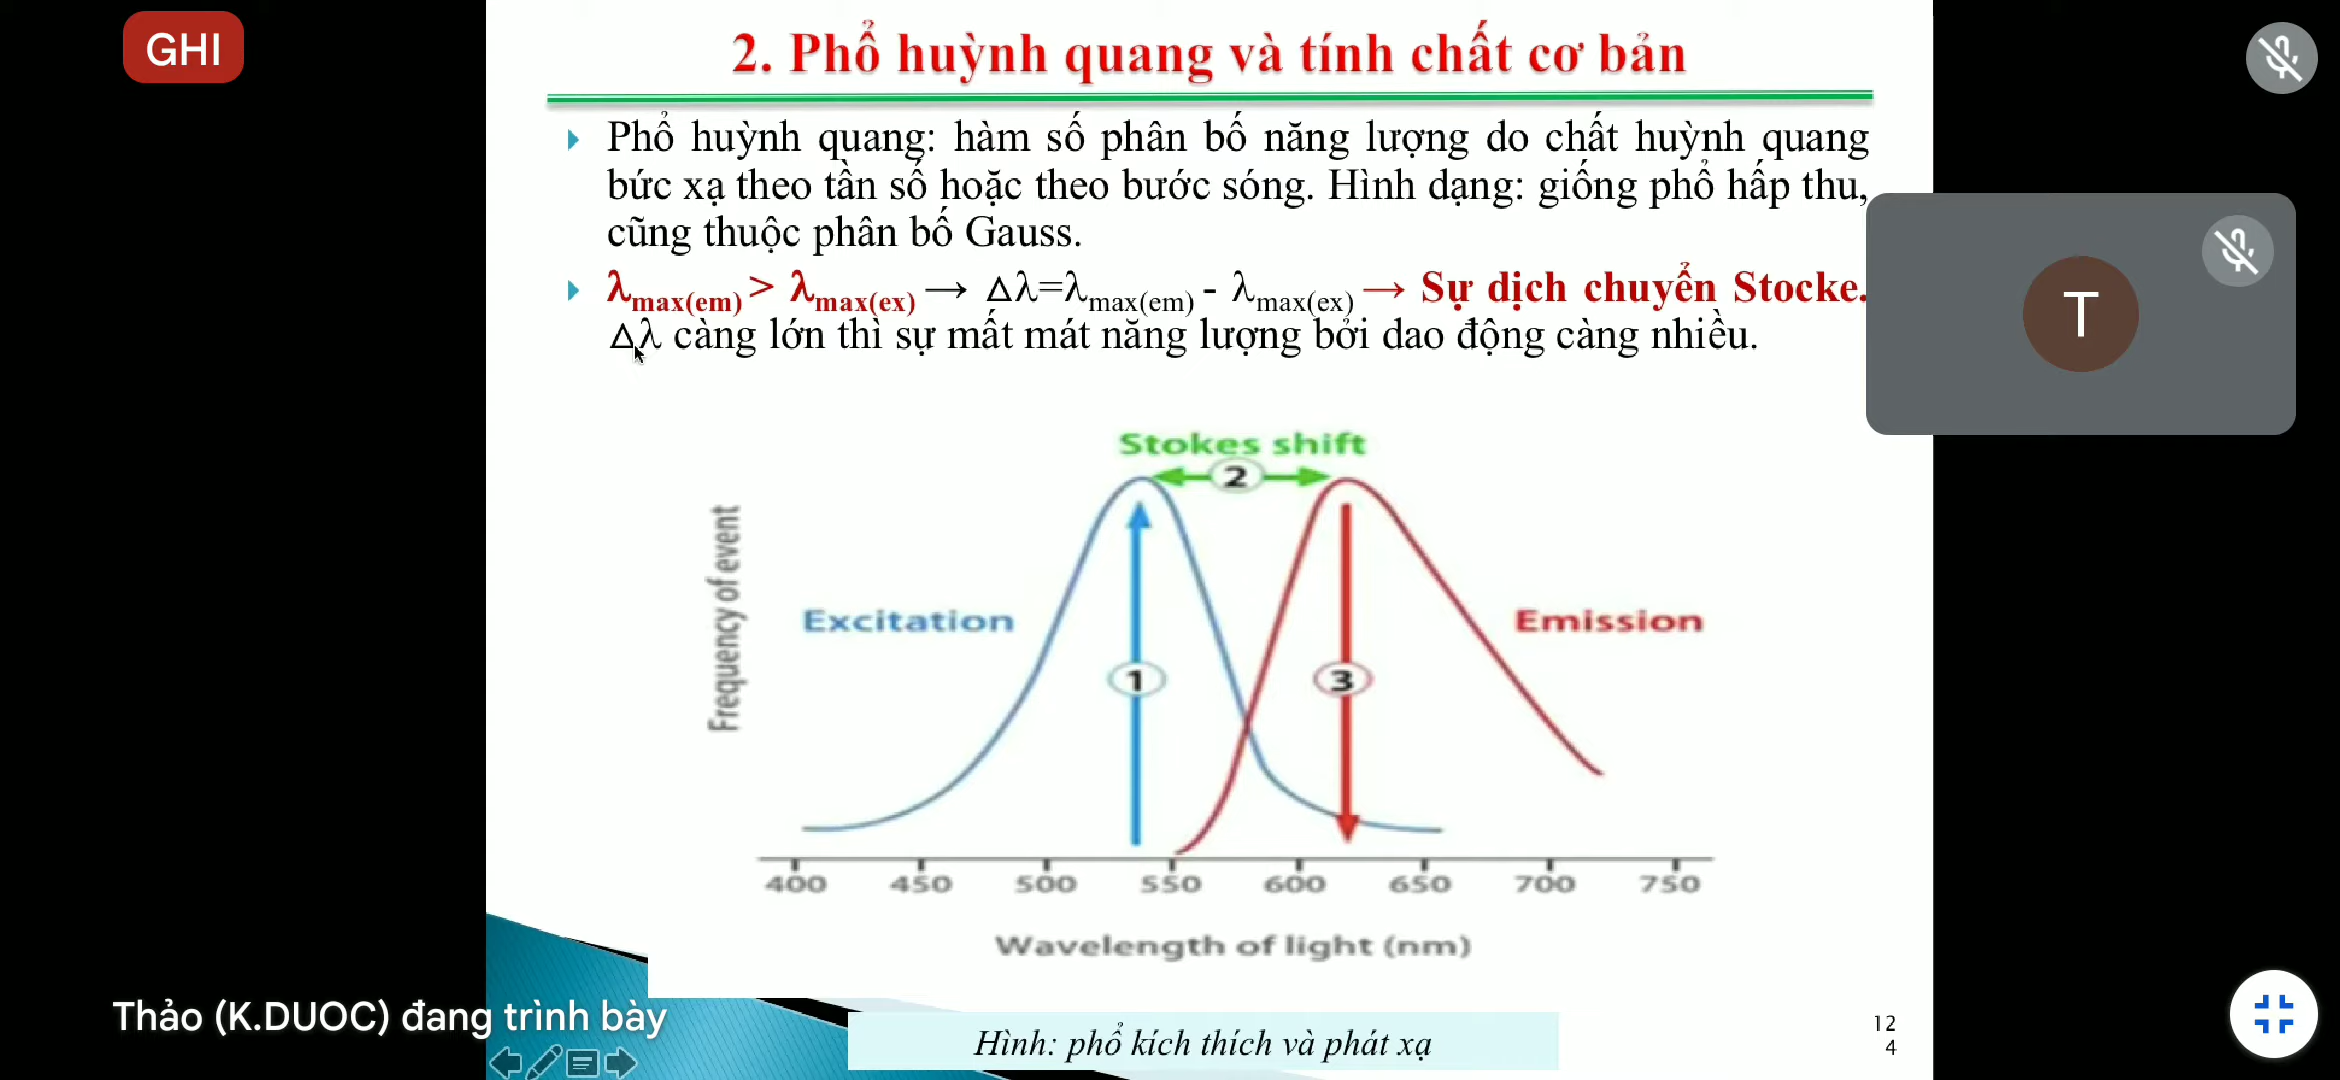 GHI
2. Phổ huỳnh quang và tính chất cơ bản
Phổ huỳnh quang: hàm số phân bố năng lượng do chất huỳnh quang
bức xạ theo tần số hoặc theo bước sóng. Hình dạng: giống phổ hấp thu,
cũng thuộc phân bố Gauss.
λmax(em) > λmax(ex) → Δλ=λmax(em) - λmax(ex) → Sự dịch chuyển Stocke.
Δλ càng lớn thì sự mất mát năng lượng bởi dao động càng nhiều.
T
Stokes shift
2
Frequency of event
Excitation
Emission
1
3
400 450 500 550 600 650 700 750
Wavelength of light (nm)
Thảo (K.DUOC) đang trình bày
Hình: phổ kích thích và phát xạ
12
4